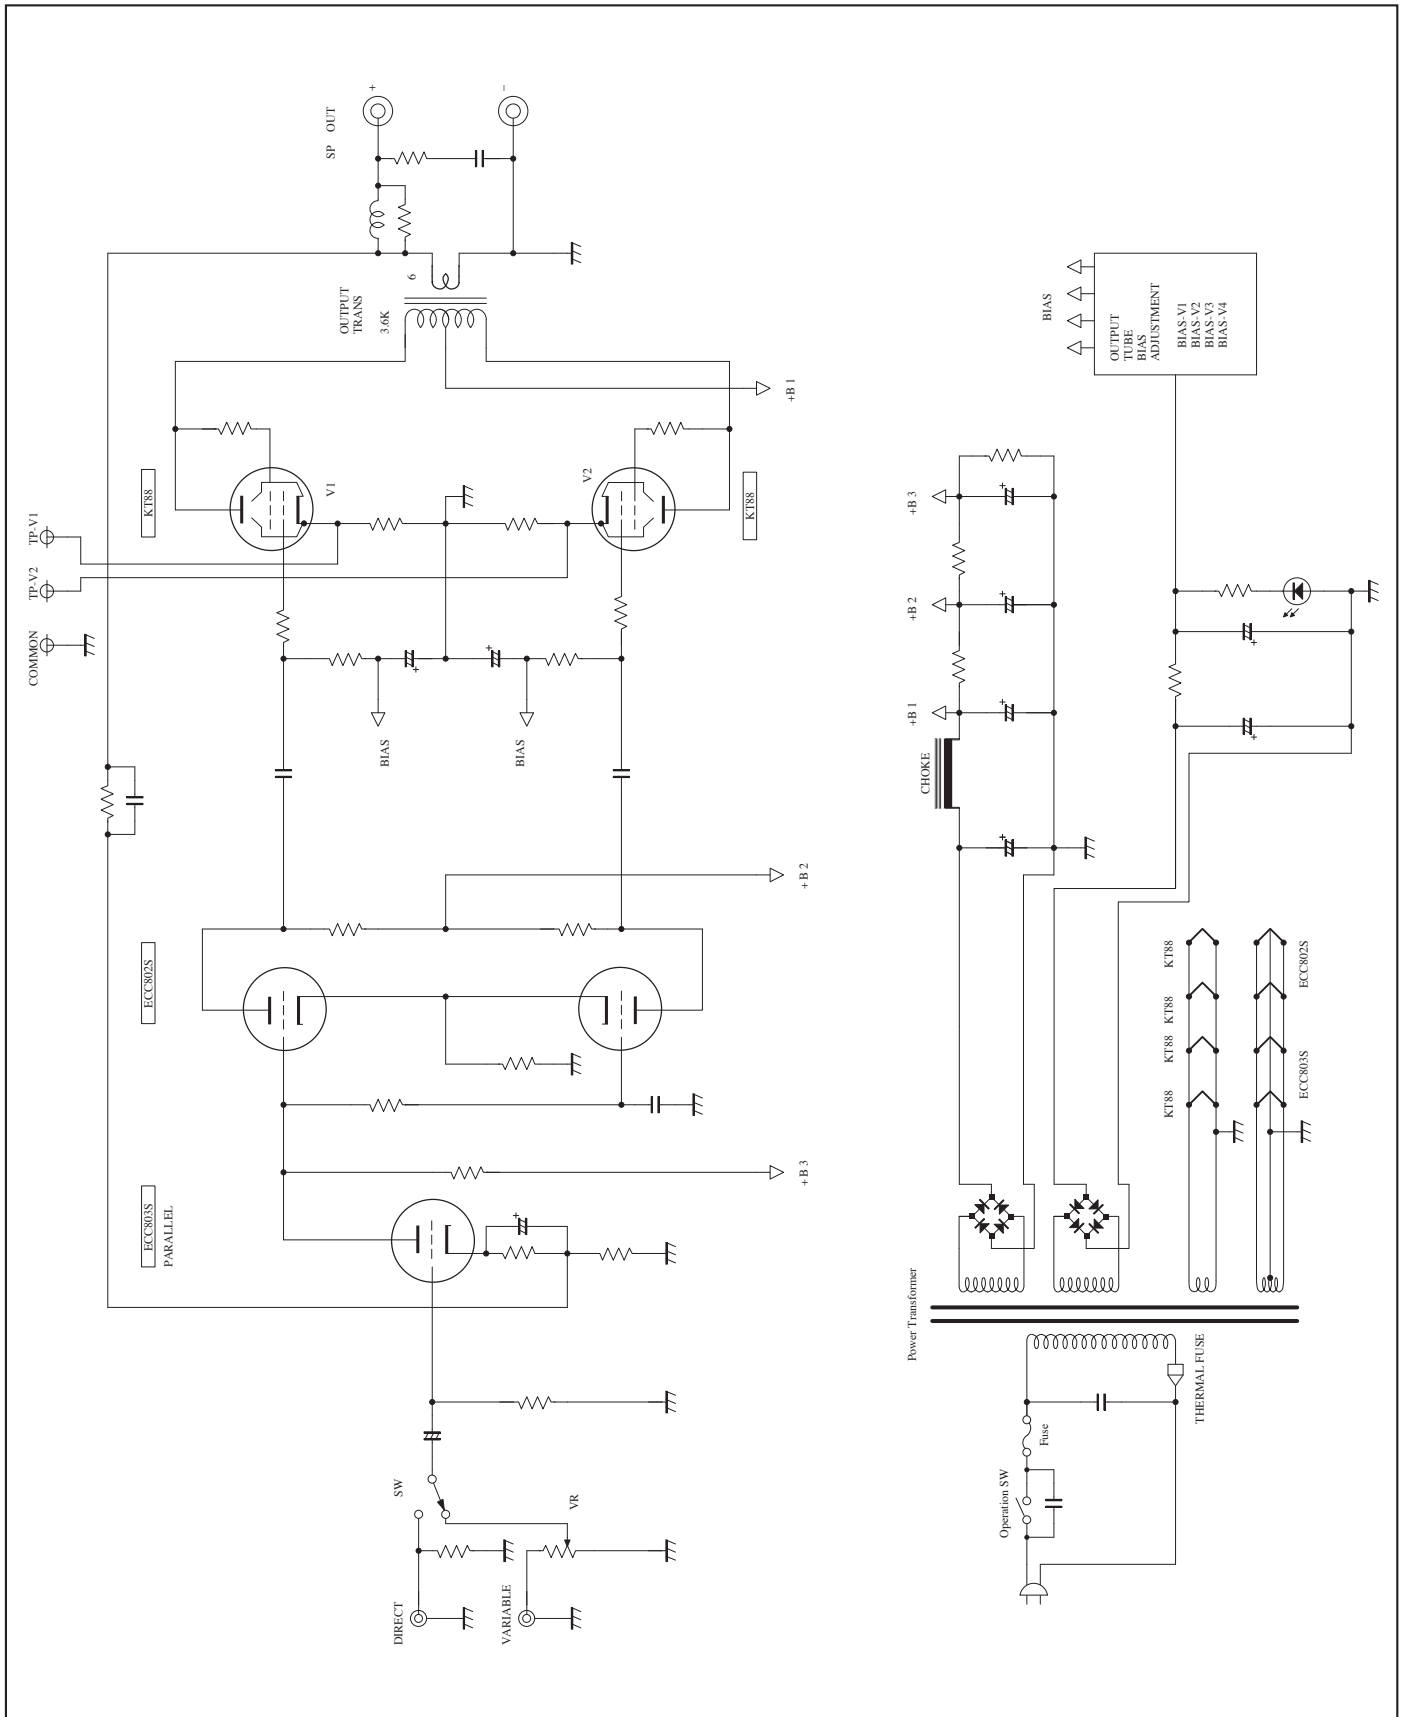 DIRECT
VARIABLE
SW
VR
ECC803S
PARALLEL
+B 3
ECC802S
+B 2
BIAS
BIAS
COMMON
TP-V2
TP-V1
KT88
V1
V2
KT88
+B 1
OUTPUT
TRANS
3.6K
6
SP OUT
+
-
Operation SW
Fuse
THERMAL FUSE
Power Transformer
KT88
KT88
KT88
KT88
ECC803S
ECC802S
CHOKE
+B 1
+B 2
+B 3
BIAS
OUTPUT
TUBE
BIAS
ADJUSTMENT
BIAS-V1
BIAS-V2
BIAS-V3
BIAS-V4